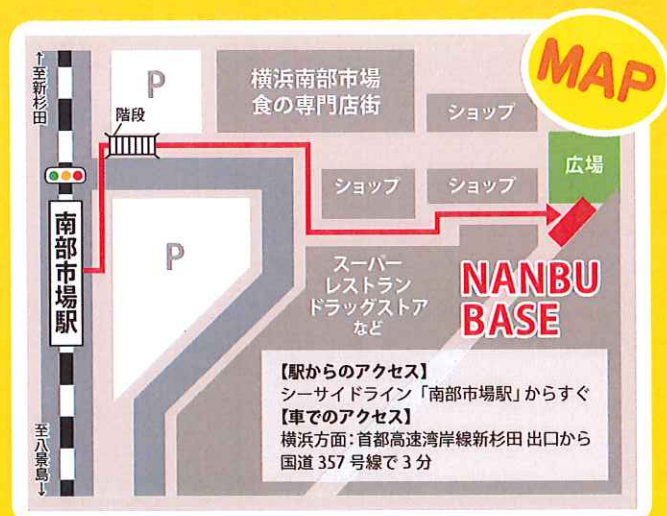 MAP
↑至新杉田
P
階段
横浜南部市場
食の専門店街
ショップ
広場
ショップ
ショップ
南部市場駅
P
スーパー
レストラン
ドラッグストア
など
NANBU
BASE
【駅からのアクセス】
シーサイドライン「南部市場駅」からすぐ
【車でのアクセス】
横浜方面：首都高速湾岸線新杉田 出口から
国道 357 号線で 3 分
至八景島↓